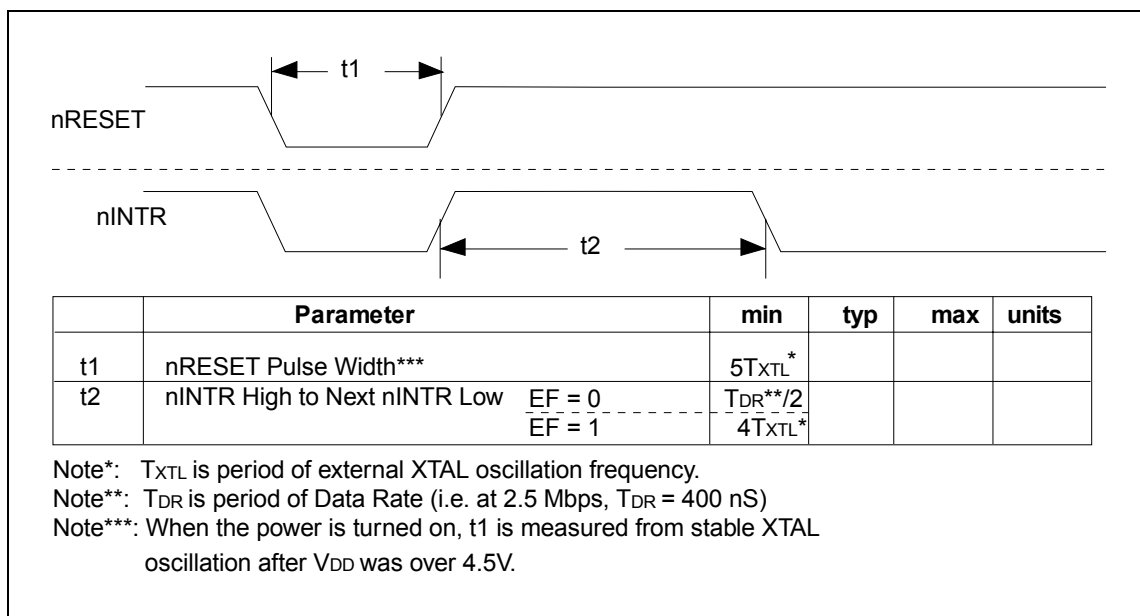 t1
nRESET
nINTR
t2
Parameter min typ max units
t1 nRESET Pulse Width*** 5TXTL*
t2 nINTR High to Next nINTR Low EF = 0 TDR**/2
EF = 1 4TXTL*
Note*: TXTL is period of external XTAL oscillation frequency.
Note**: TDR is period of Data Rate (i.e. at 2.5 Mbps, TDR = 400 nS)
Note***: When the power is turned on, t1 is measured from stable XTAL
oscillation after VDD was over 4.5V.